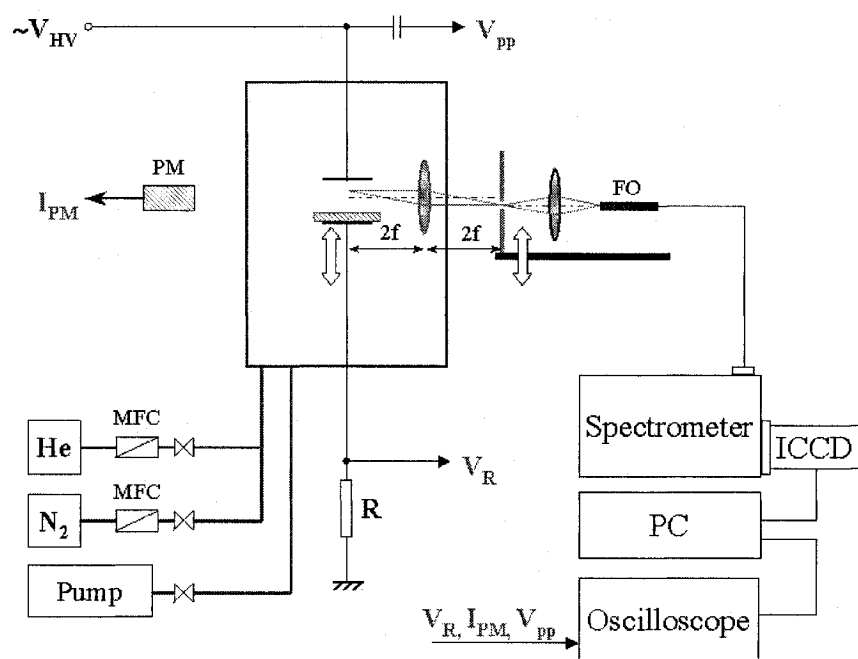 ~V_HV
V_pp
PM
I_PM
FO
2f
2f
MFC
He
MFC
N_2
Pump
V_R
R
Spectrometer
ICCD
PC
V_R, I_PM, V_pp
Oscilloscope